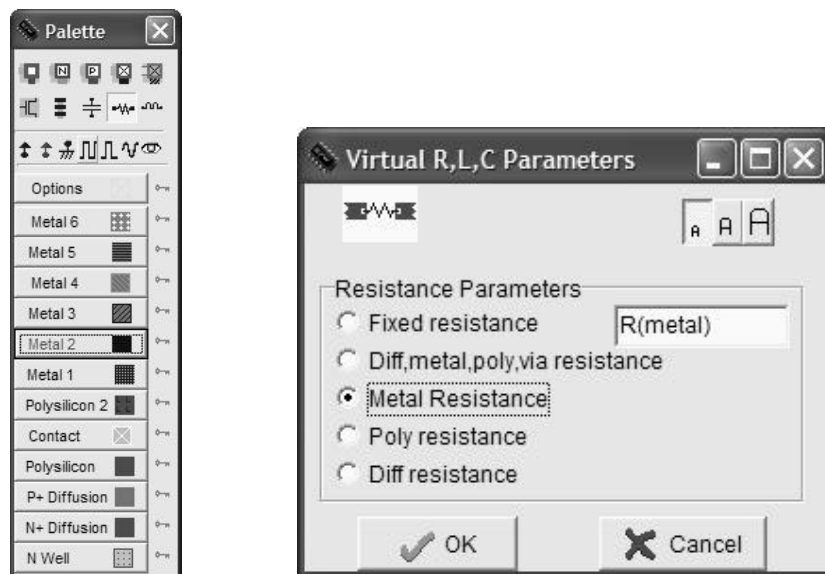 Palette
N P
Options
Metal 6
Metal 5
Metal 4
Metal 3
Metal 2
Metal 1
Polysilicon 2
Contact
Polysilicon
P+ Diffusion
N+ Diffusion
N Well
Virtual R,L,C Parameters
A A A
Resistance Parameters
Fixed resistance R(metal)
Diff,metal,poly,via resistance
Metal Resistance
Poly resistance
Diff resistance
OK Cancel